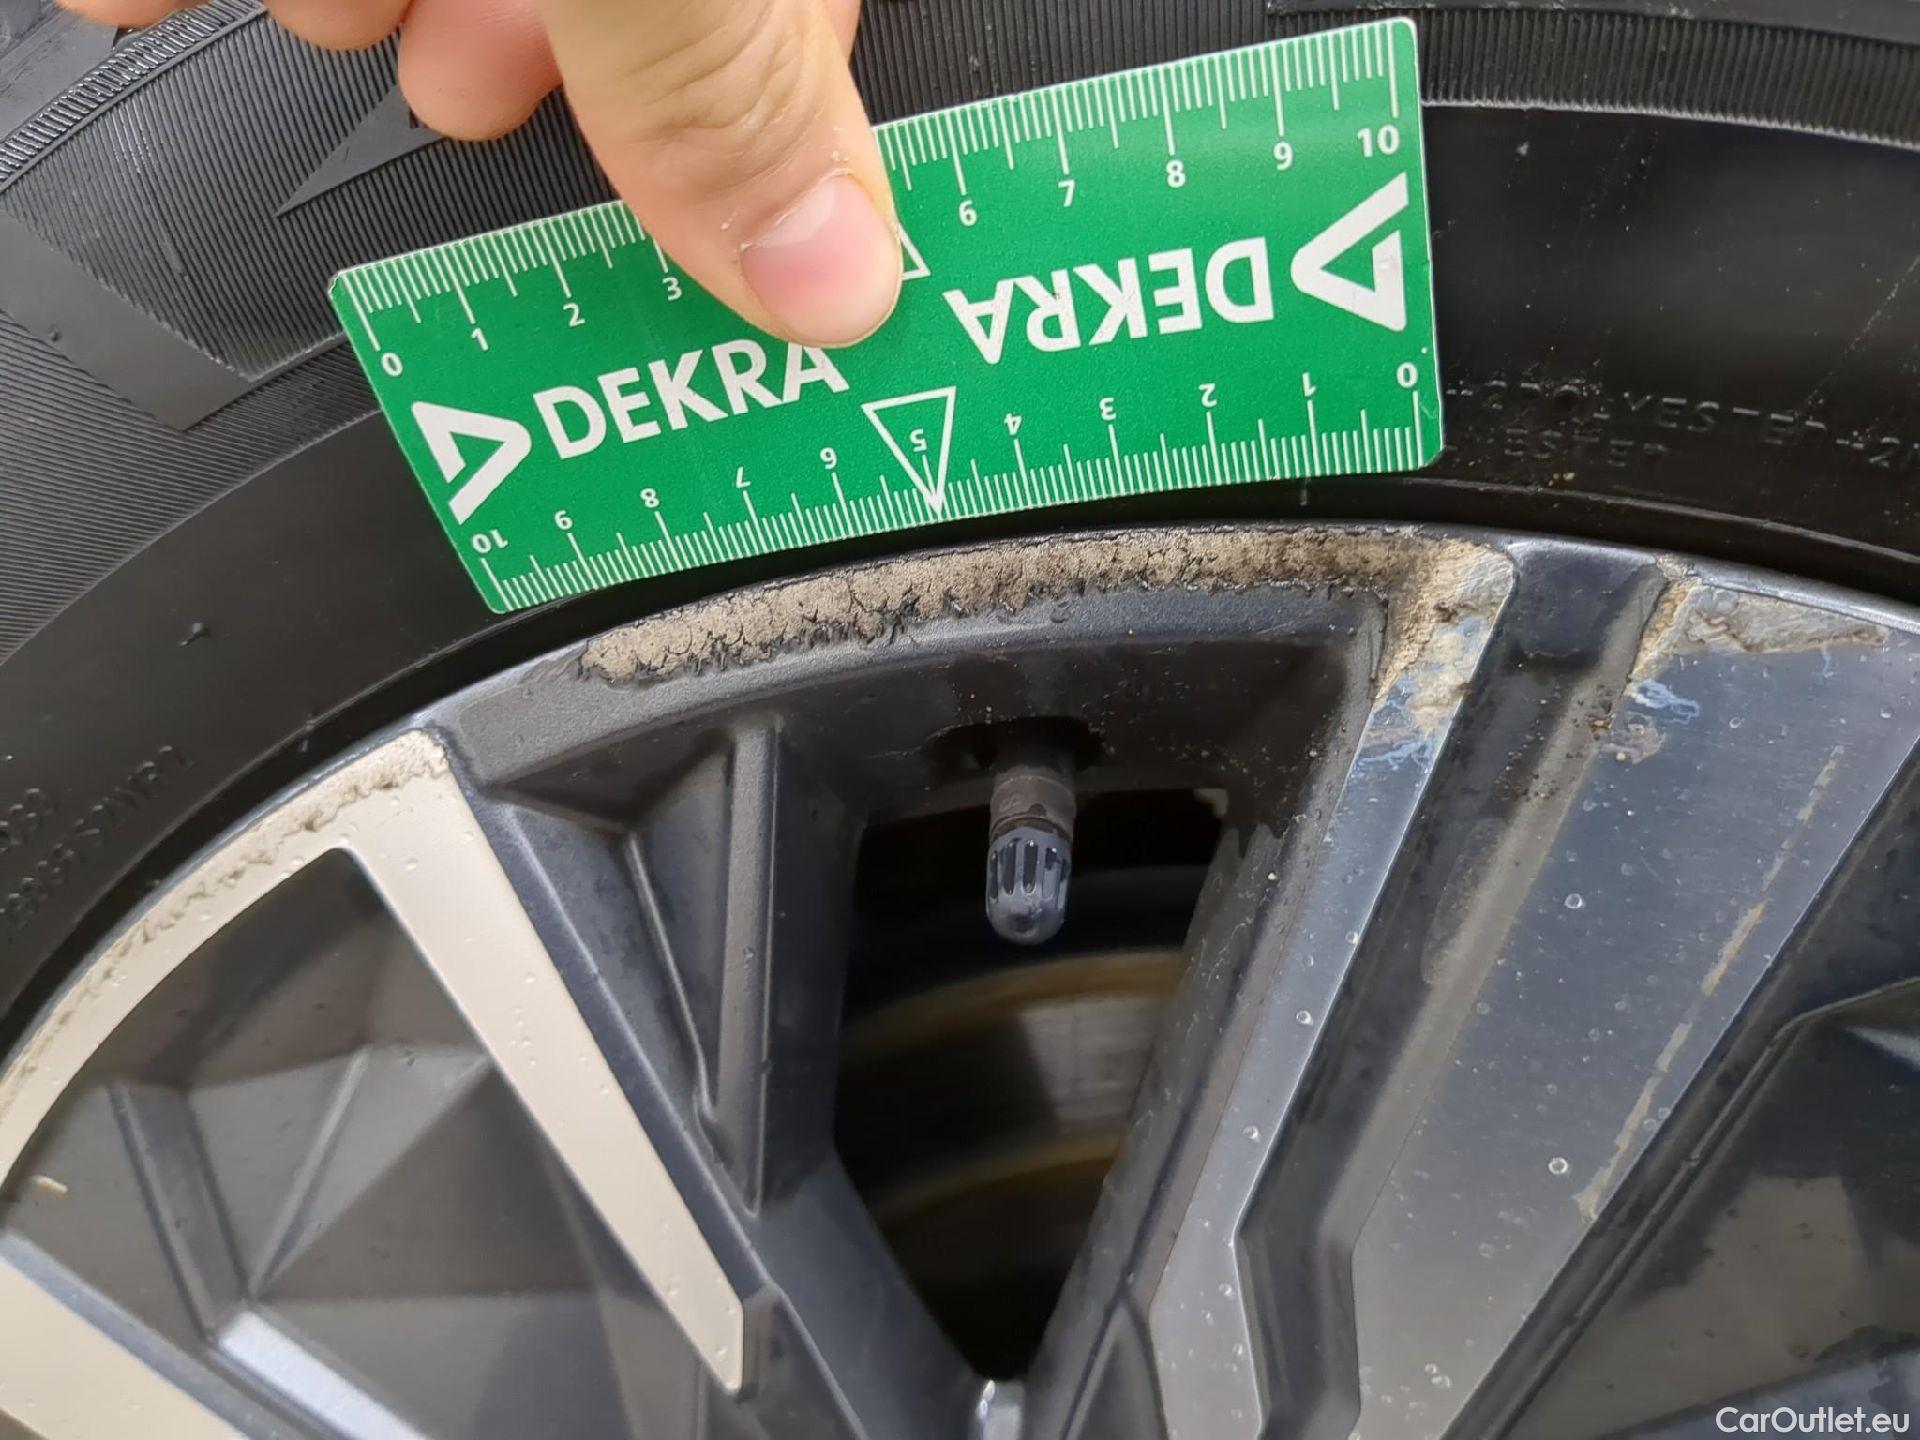 0 1 2 3 6 7 8 9 10
DEKRA
DEKRA
10 9 8 7 6 5 4 3 2 1 0
POLYESTER
CarOutlet.eu